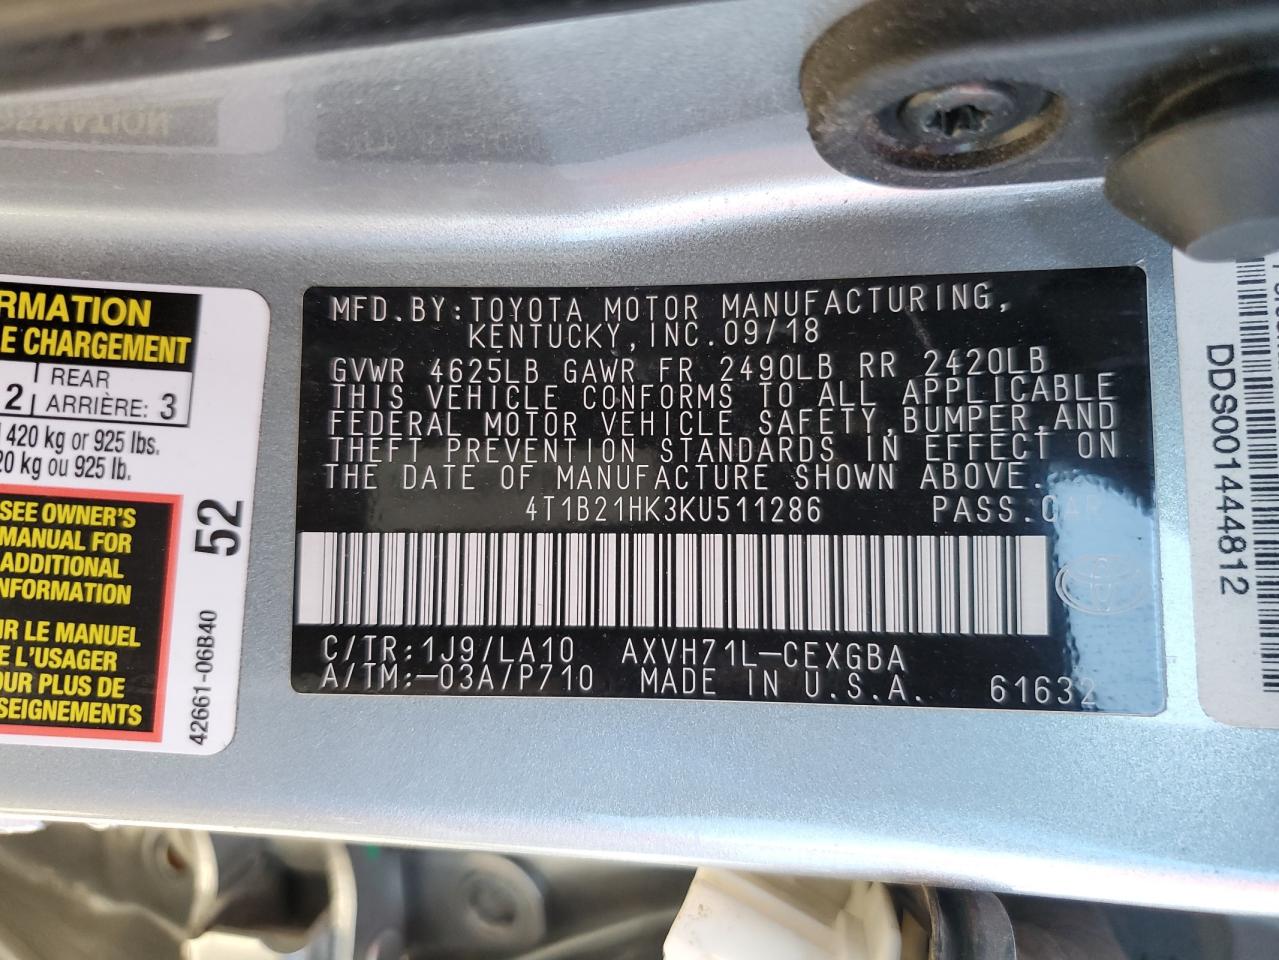 RMATION
E CHARGEMENT
2 REAR
ARRIÈRE: 3
420 kg or 925 lbs.
20 kg ou 925 lb.
SEE OWNER'S
MANUAL FOR
ADDITIONAL
NFORMATION
UR LE MANUEL
E L'USAGER
OUR PLUS DE
SEIGNEMENTS
52
42661-06B40
MFD.BY:TOYOTA MOTOR MANUFACTURING,
KENTUCKY,INC.09/18
GVWR 4625LB GAWR FR 2490LB RR 2420LB
THIS VEHICLE CONFORMS TO ALL APPLICABLE
FEDERAL MOTOR VEHICLE SAFETY,BUMPER,AND
THEFT PREVENTION STANDARDS IN EFFECT ON
THE DATE OF MANUFACTURE SHOWN ABOVE.
4T1B21HK3KU511286 PASS.CAR
C/TR:1J9/LA10 AXVH71L-CEXGBA
A/TM:-03A/P710 MADE IN U.S.A. 61632
DDS001444812